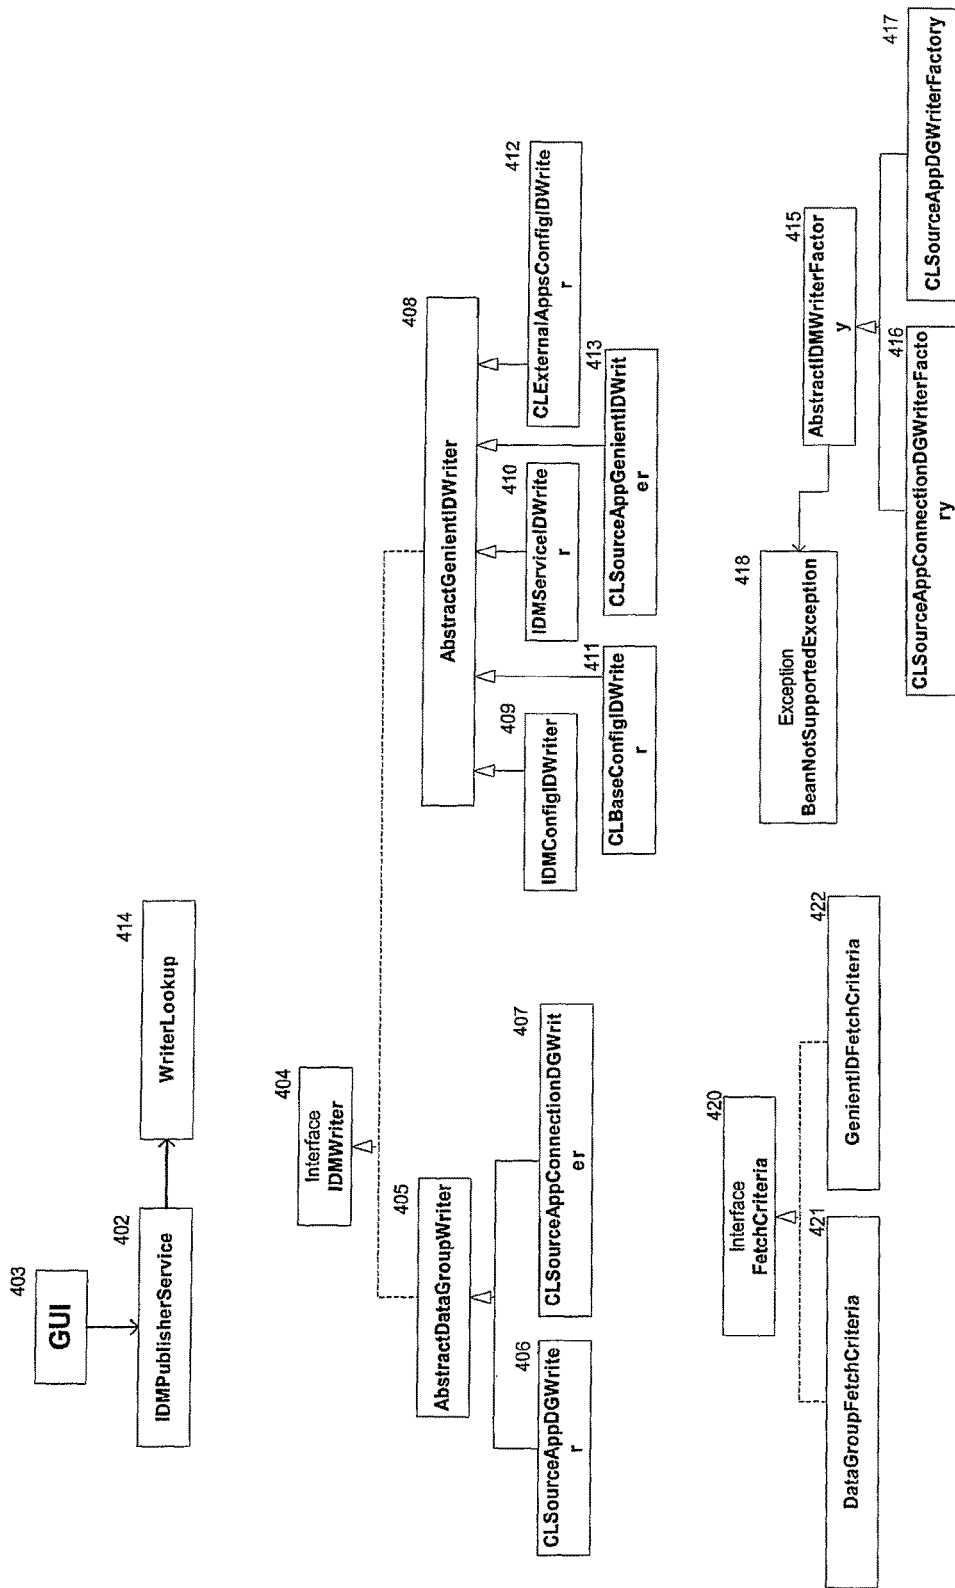 403
GUI
402
IDMPublisherService
414
WriterLookup
404
Interface
IDMWriter
405
AbstractDataGroupWriter
406
CLSourceAppDGWrite
r
407
CLSourceAppConnectionDGWrit
er
408
AbstractGenientIDWriter
409
IDMConfigIDWriter
410
IDMServiceIDWrite
r
412
CLExternalAppsConfigIDWrite
r
411
CLBaseConfigIDWrite
r
413
CLSourceAppGenientIDWrit
er
420
Interface
FetchCriteria
421
DataGroupFetchCriteria
422
GenientIDFetchCriteria
418
Exception
BeanNotSupportedException
415
AbstractIDMWriterFactor
y
416
CLSourceAppConnectionDGWriterFacto
ry
417
CLSourceAppDGWriterFactory